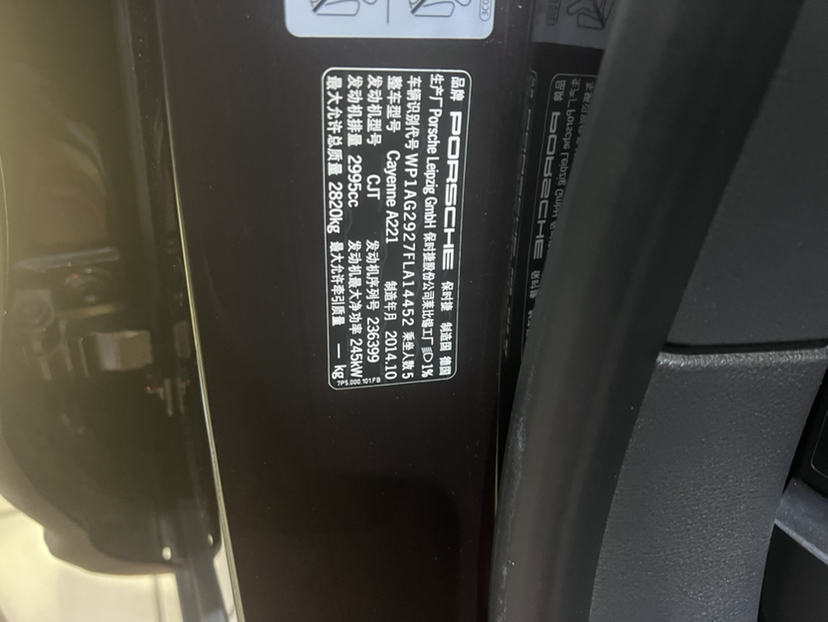 品牌 PORSCHE 保时捷 制造国 德国
生产厂 Porsche Leipzig GmbH 保时捷股份公司莱比锡工厂 1%
车辆识别代号 WP1AG2927FLA14452 乘坐人数 5
整车型号 Cayenne A221 制造年月 2014.10
发动机型号 CJT 发动机序列号 236399
发动机排量 2995cc 发动机最大净功率 245kW
最大允许总质量 2820kg 最大允许牵引质量 — kg
7P5.000.101.FB